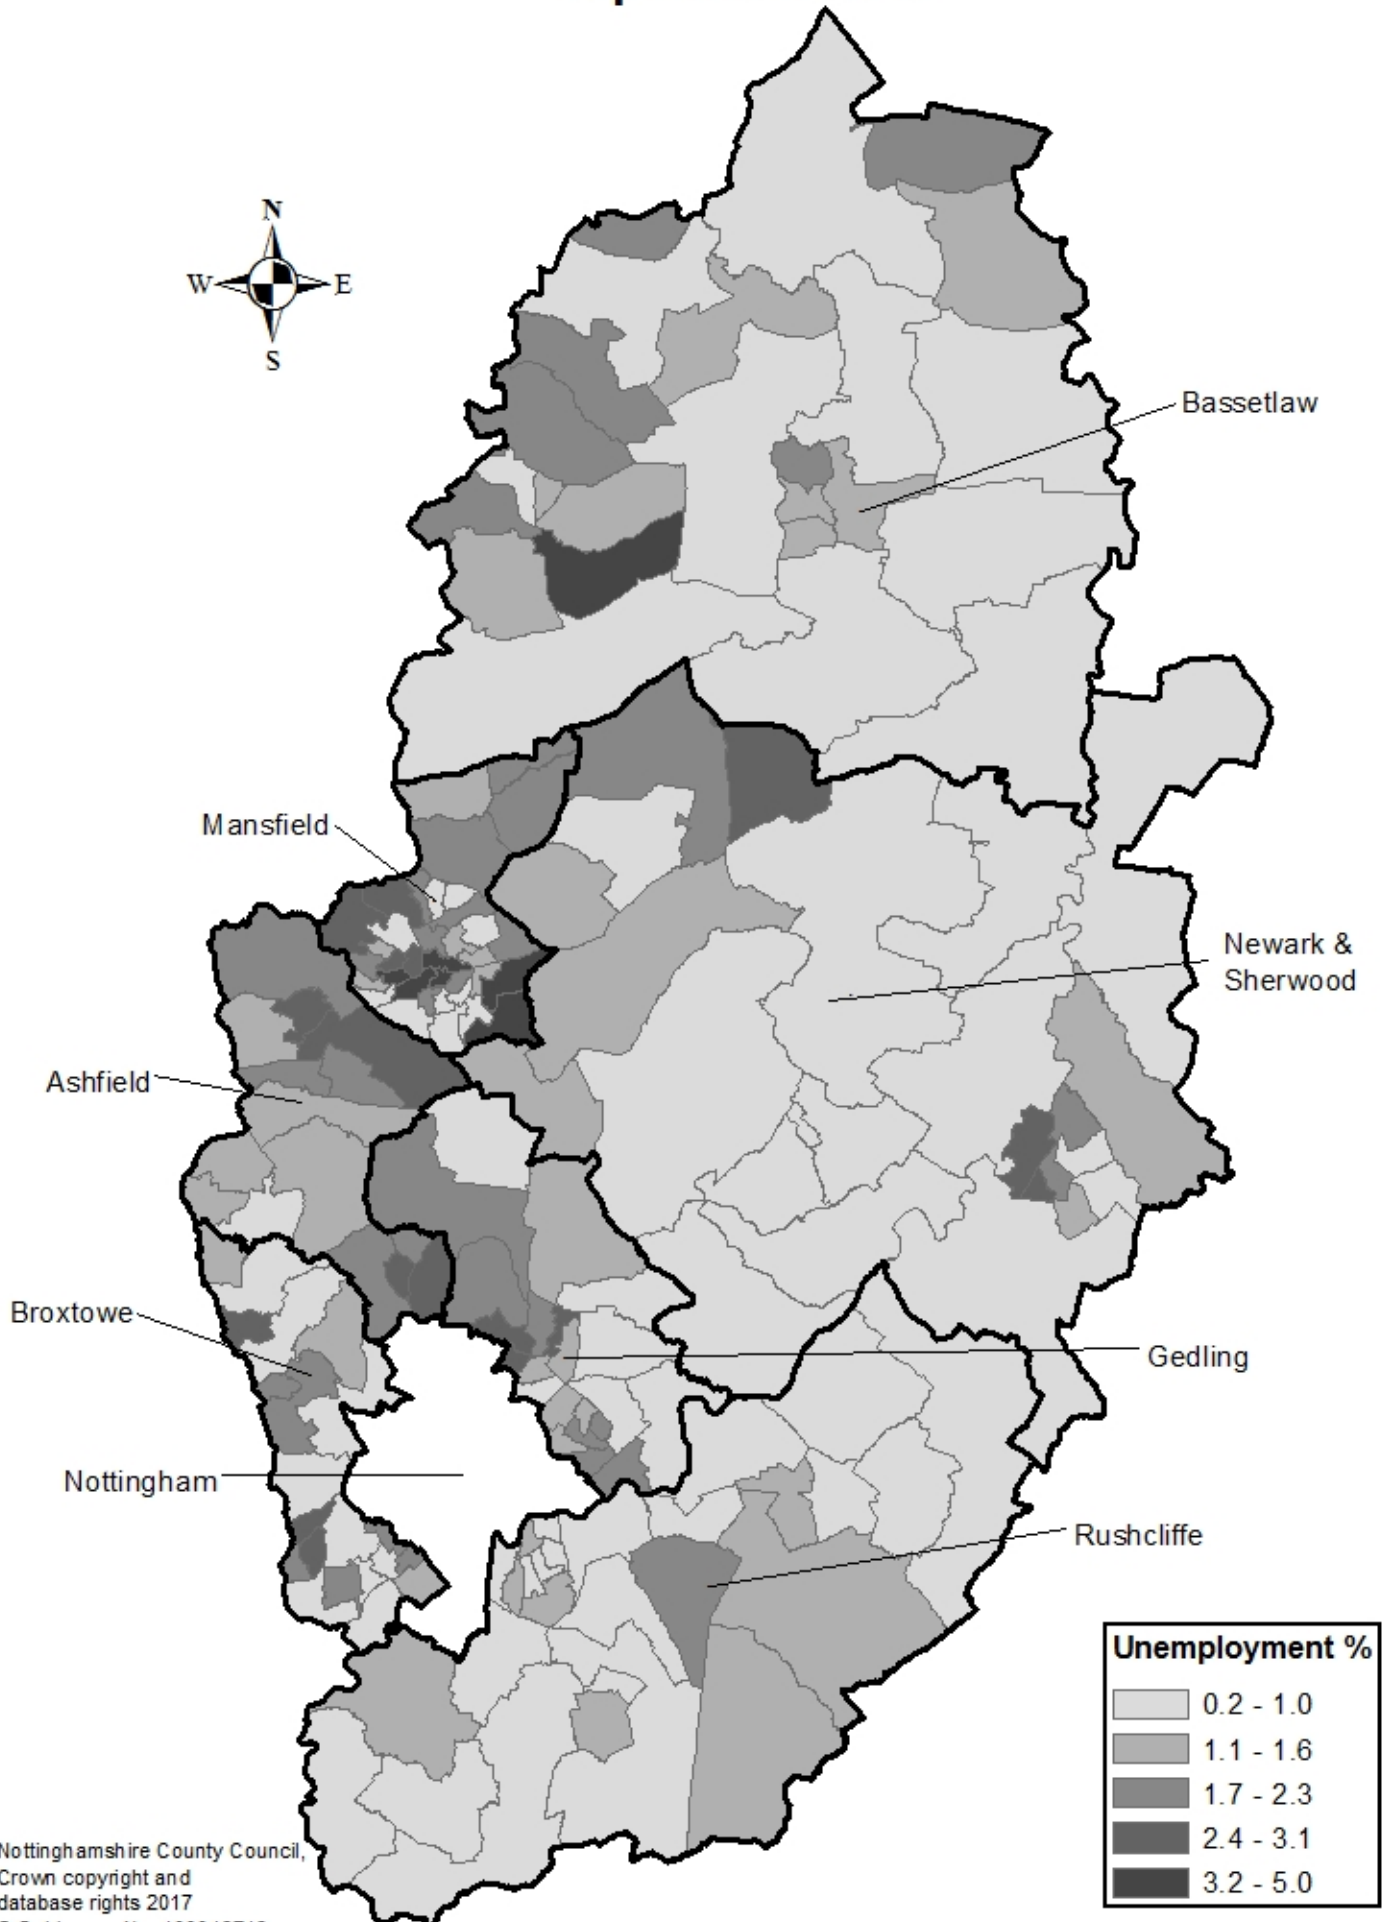 N
W E
S
Bassetlaw
Mansfield
Newark &
Sherwood
Ashfield
Broxtowe
Gedling
Nottingham
Rushcliffe
Unemployment %
0.2 - 1.0
1.1 - 1.6
1.7 - 2.3
2.4 - 3.1
3.2 - 5.0
Nottinghamshire County Council,
Crown copyright and
database rights 2017